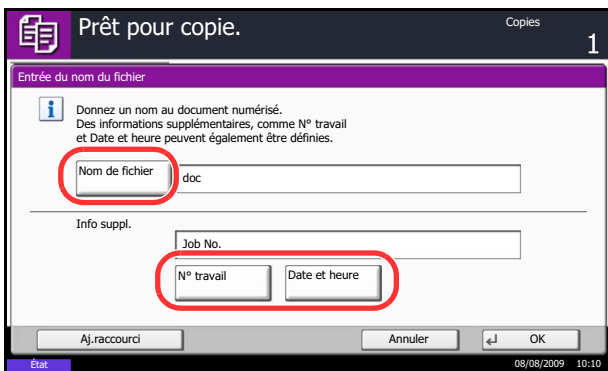 Prêt pour copie.
Copies
1
Entrée du nom du fichier
i
Donnez un nom au document numérisé.
Des informations supplémentaires, comme N° travail
et Date et heure peuvent également être définies.
Nom de fichier
doc
Info suppl.
Job No.
N° travail
Date et heure
Aj.raccourci
Annuler
OK
État
08/08/2009 10:10